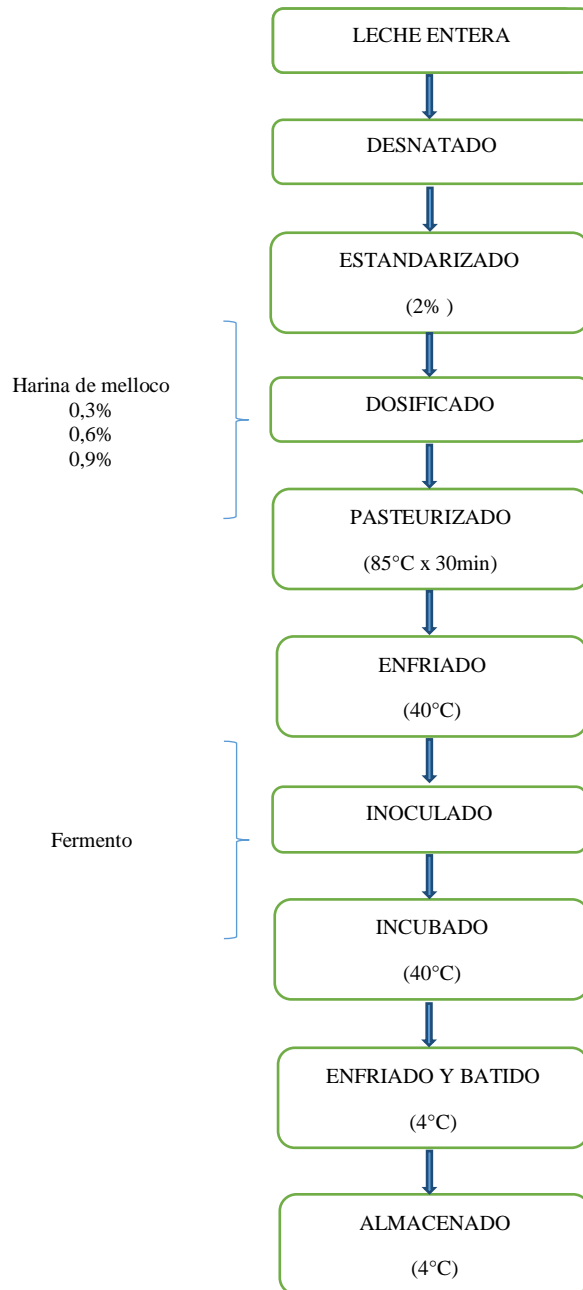 LECHE ENTERA
DESNATADO
ESTANDARIZADO
(2% )
Harina de melloco
0,3%
0,6%
0,9%
DOSIFICADO
PASTEURIZADO
(85°C x 30min)
ENFRIADO
(40°C)
Fermento
INOCULADO
INCUBADO
(40°C)
ENFRIADO Y BATIDO
(4°C)
ALMACENADO
(4°C)